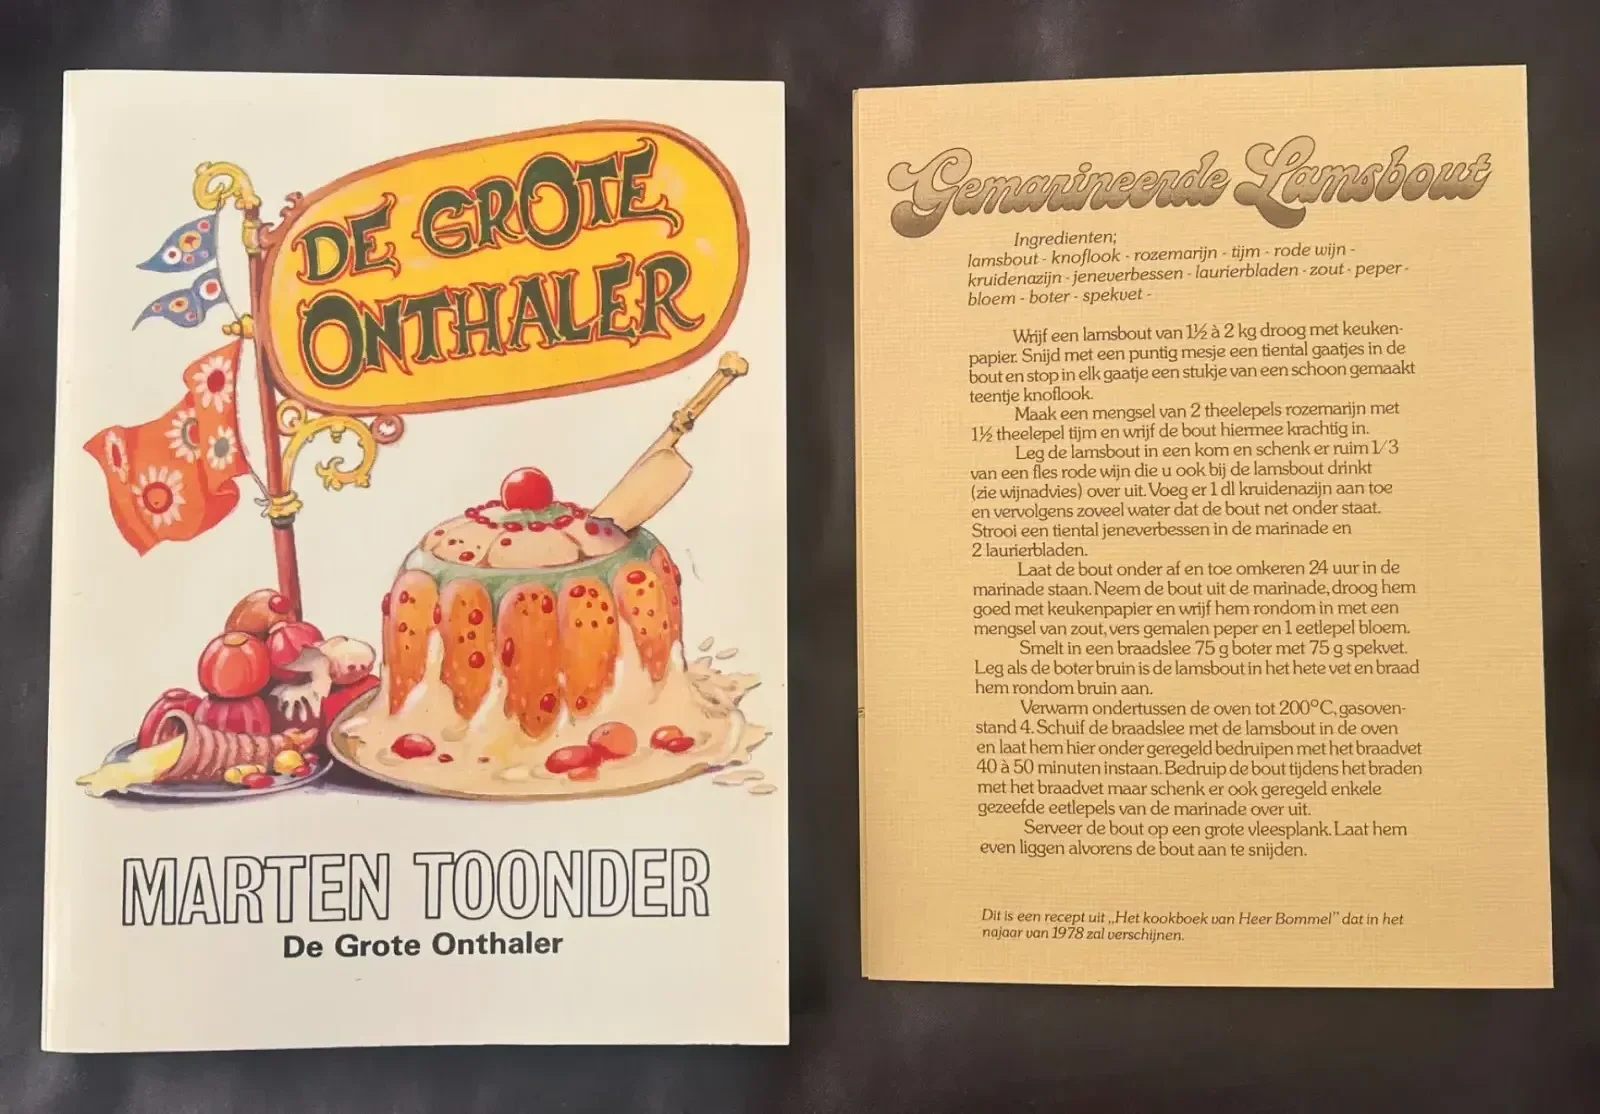 DE GROTE
ONTHALER
MARTEN TOONDER
De Grote Onthaler
Gemarineerde Lamsbout
Ingredienten;
lamsbout - knoflook - rozemarijn - tijm - rode wijn -
kruidenazijn - jeneverbessen - laurierbladen - zout - peper -
bloem - boter - spekvet -
Wrijf een lamsbout van 1½ à 2 kg droog met keuken-
papier. Snijd met een puntig mesje een tiental gaatjes in de
bout en stop in elk gaatje een stukje van een schoon gemaakt
teentje knoflook.
Maak een mengsel van 2 theelepels rozemarijn met
1½ theelepel tijm en wrijf de bout hiermee krachtig in.
Leg de lamsbout in een kom en schenk er ruim 1/3
van een fles rode wijn die u ook bij de lamsbout drinkt
(zie wijnadvies) over uit. Voeg er 1 dl kruidenazijn aan toe
en vervolgens zoveel water dat de bout net onder staat.
Strooi een tiental jeneverbessen in de marinade en
2 laurierbladen.
Laat de bout onder af en toe omkeren 24 uur in de
marinade staan. Neem de bout uit de marinade, droog hem
goed met keukenpapier en wrijf hem rondom in met een
mengsel van zout, vers gemalen peper en 1 eetlepel bloem.
Smelt in een braadslee 75 g boter met 75 g spekvet.
Leg als de boter bruin is de lamsbout in het hete vet en braad
hem rondom bruin aan.
Verwarm ondertussen de oven tot 200°C, gasoven-
stand 4. Schuif de braadslee met de lamsbout in de oven
en laat hem hier onder geregeld bedruipen met het braadvet
40 à 50 minuten instaan. Bedruip de bout tijdens het braden
met het braadvet maar schenk er ook geregeld enkele
gezeefde eetlepels van de marinade over uit.
Serveer de bout op een grote vleesplank. Laat hem
even liggen alvorens de bout aan te snijden.
Dit is een recept uit „Het kookboek van Heer Bommel" dat in het
najaar van 1978 zal verschijnen.